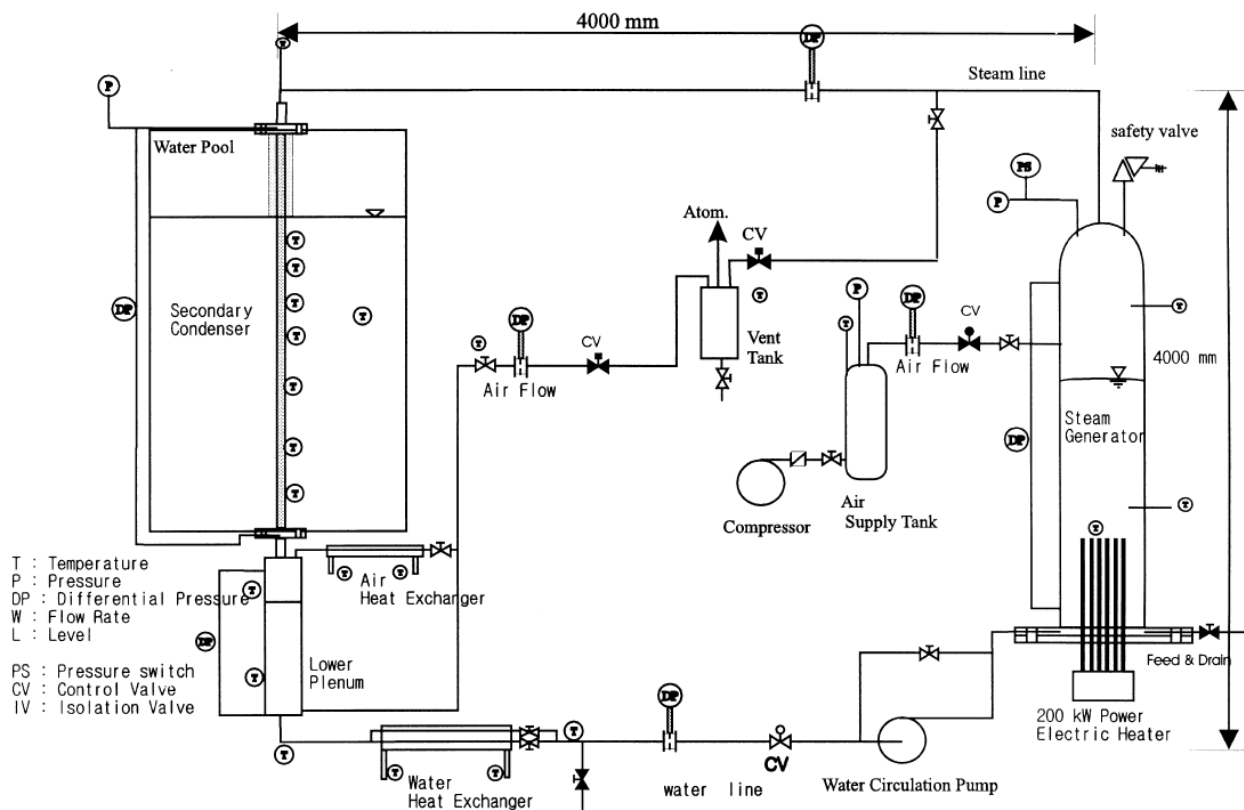 4000 mm
T
DP
Steam line
P
safety valve
Water Pool
PS
P
Atom.
CV
T
T
T
P
DP
CV
T
Secondary
Condenser
T
T
DP
T
DP
T
T
DP
CV
T
Vent
Tank
4000 mm
Air Flow
Air Flow
T
Steam
Generator
DP
T
T
T
Air
Supply Tank
Compressor
T
T : Temperature
P : Pressure
DP : Differential Pressure
W : Flow Rate
L : Level
PS : Pressure switch
CV : Control Valve
IV : Isolation Valve
T
T
T
Air
Heat Exchanger
DP
T
Lower
Plenum
Feed & Drain
DP
T
T
T
T
200 kW Power
Electric Heater
Water
Heat Exchanger
water line
CV
Water Circulation Pump